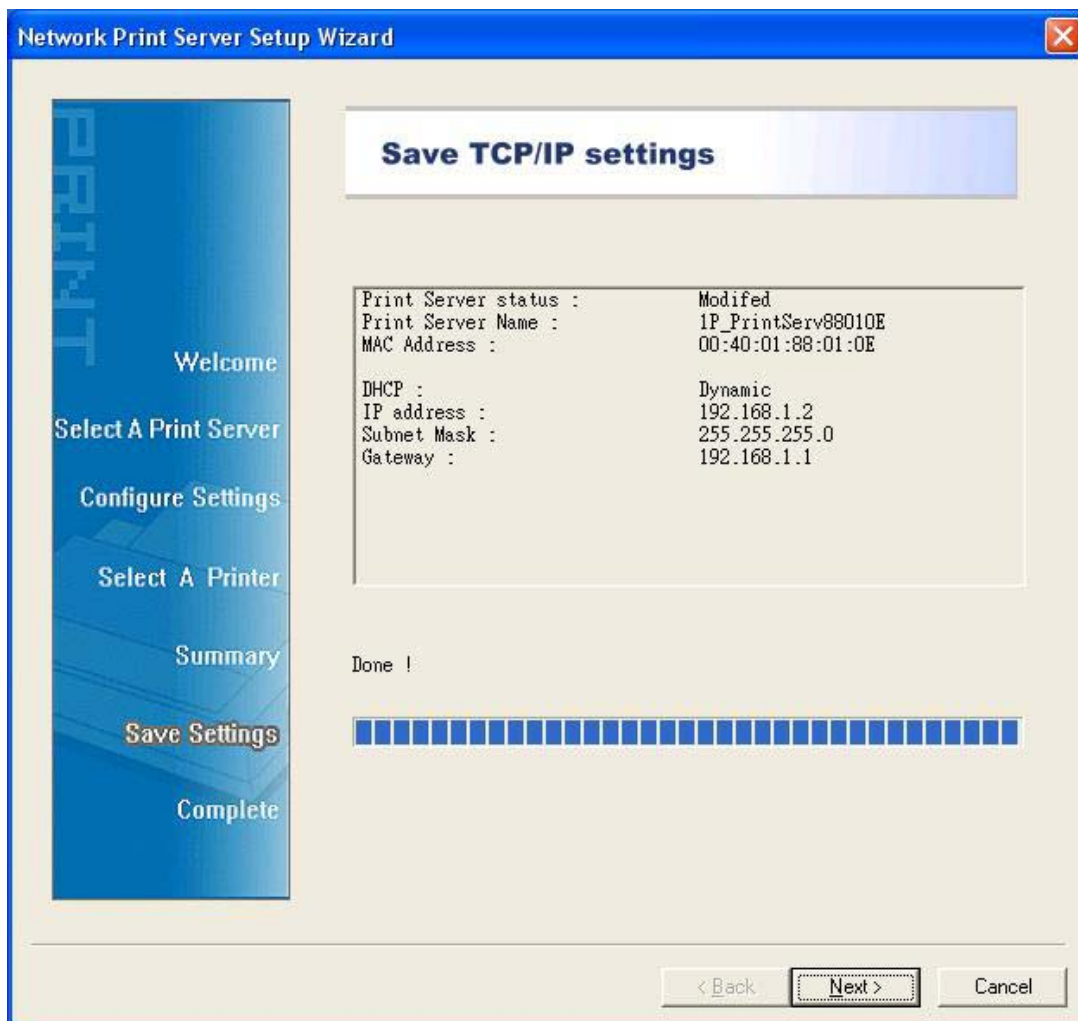 Network Print Server Setup Wizard
PRINT
Save TCP/IP settings
Welcome
Select A Print Server
Configure Settings
Select A Printer
Summary
Save Settings
Complete
Print Server status : Modifed
Print Server Name : 1P_PrintServ88010E
MAC Address : 00:40:01:88:01:0E
DHCP : Dynamic
IP address : 192.168.1.2
Subnet Mask : 255.255.255.0
Gateway : 192.168.1.1
Done !
< Back
Next >
Cancel